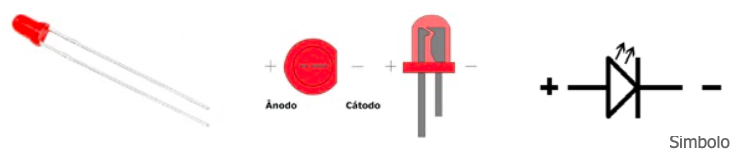 + Ânodo
- Cátodo
+ -
+ -
Simbolo